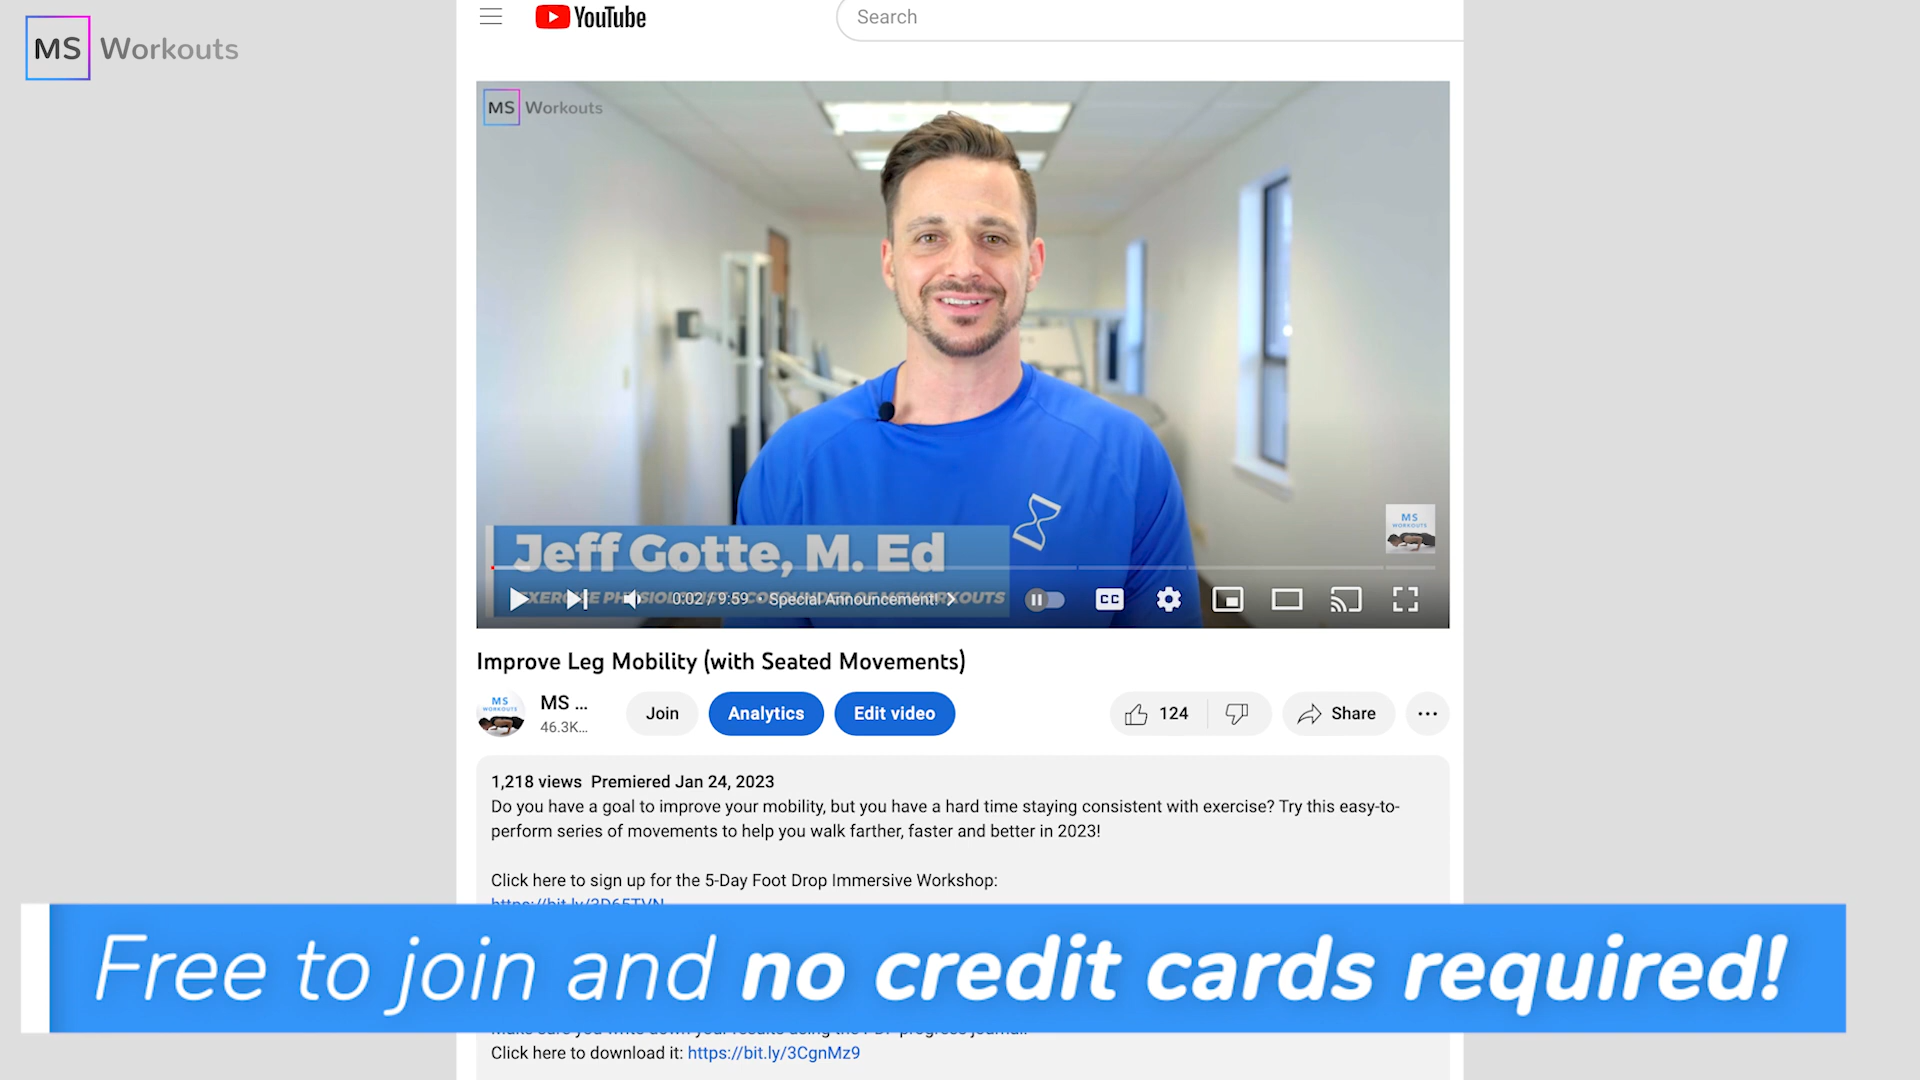 MS Workouts
YouTube
Search
MS Workouts
MS
WORKOUTS
Jeff Gotte, M. Ed
0:02 / 9:59 • Special Announcement!
CC
Improve Leg Mobility (with Seated Movements)
MS
WORKOUTS
MS ...
46.3K...
Join
Analytics
Edit video
124
Share
1,218 views Premiered Jan 24, 2023
Do you have a goal to improve your mobility, but you have a hard time staying consistent with exercise? Try this easy-to-
perform series of movements to help you walk farther, faster and better in 2023!
Click here to sign up for the 5-Day Foot Drop Immersive Workshop:
Free to join and no credit cards required!
Click here to download it: https://bit.ly/3CgnMz9